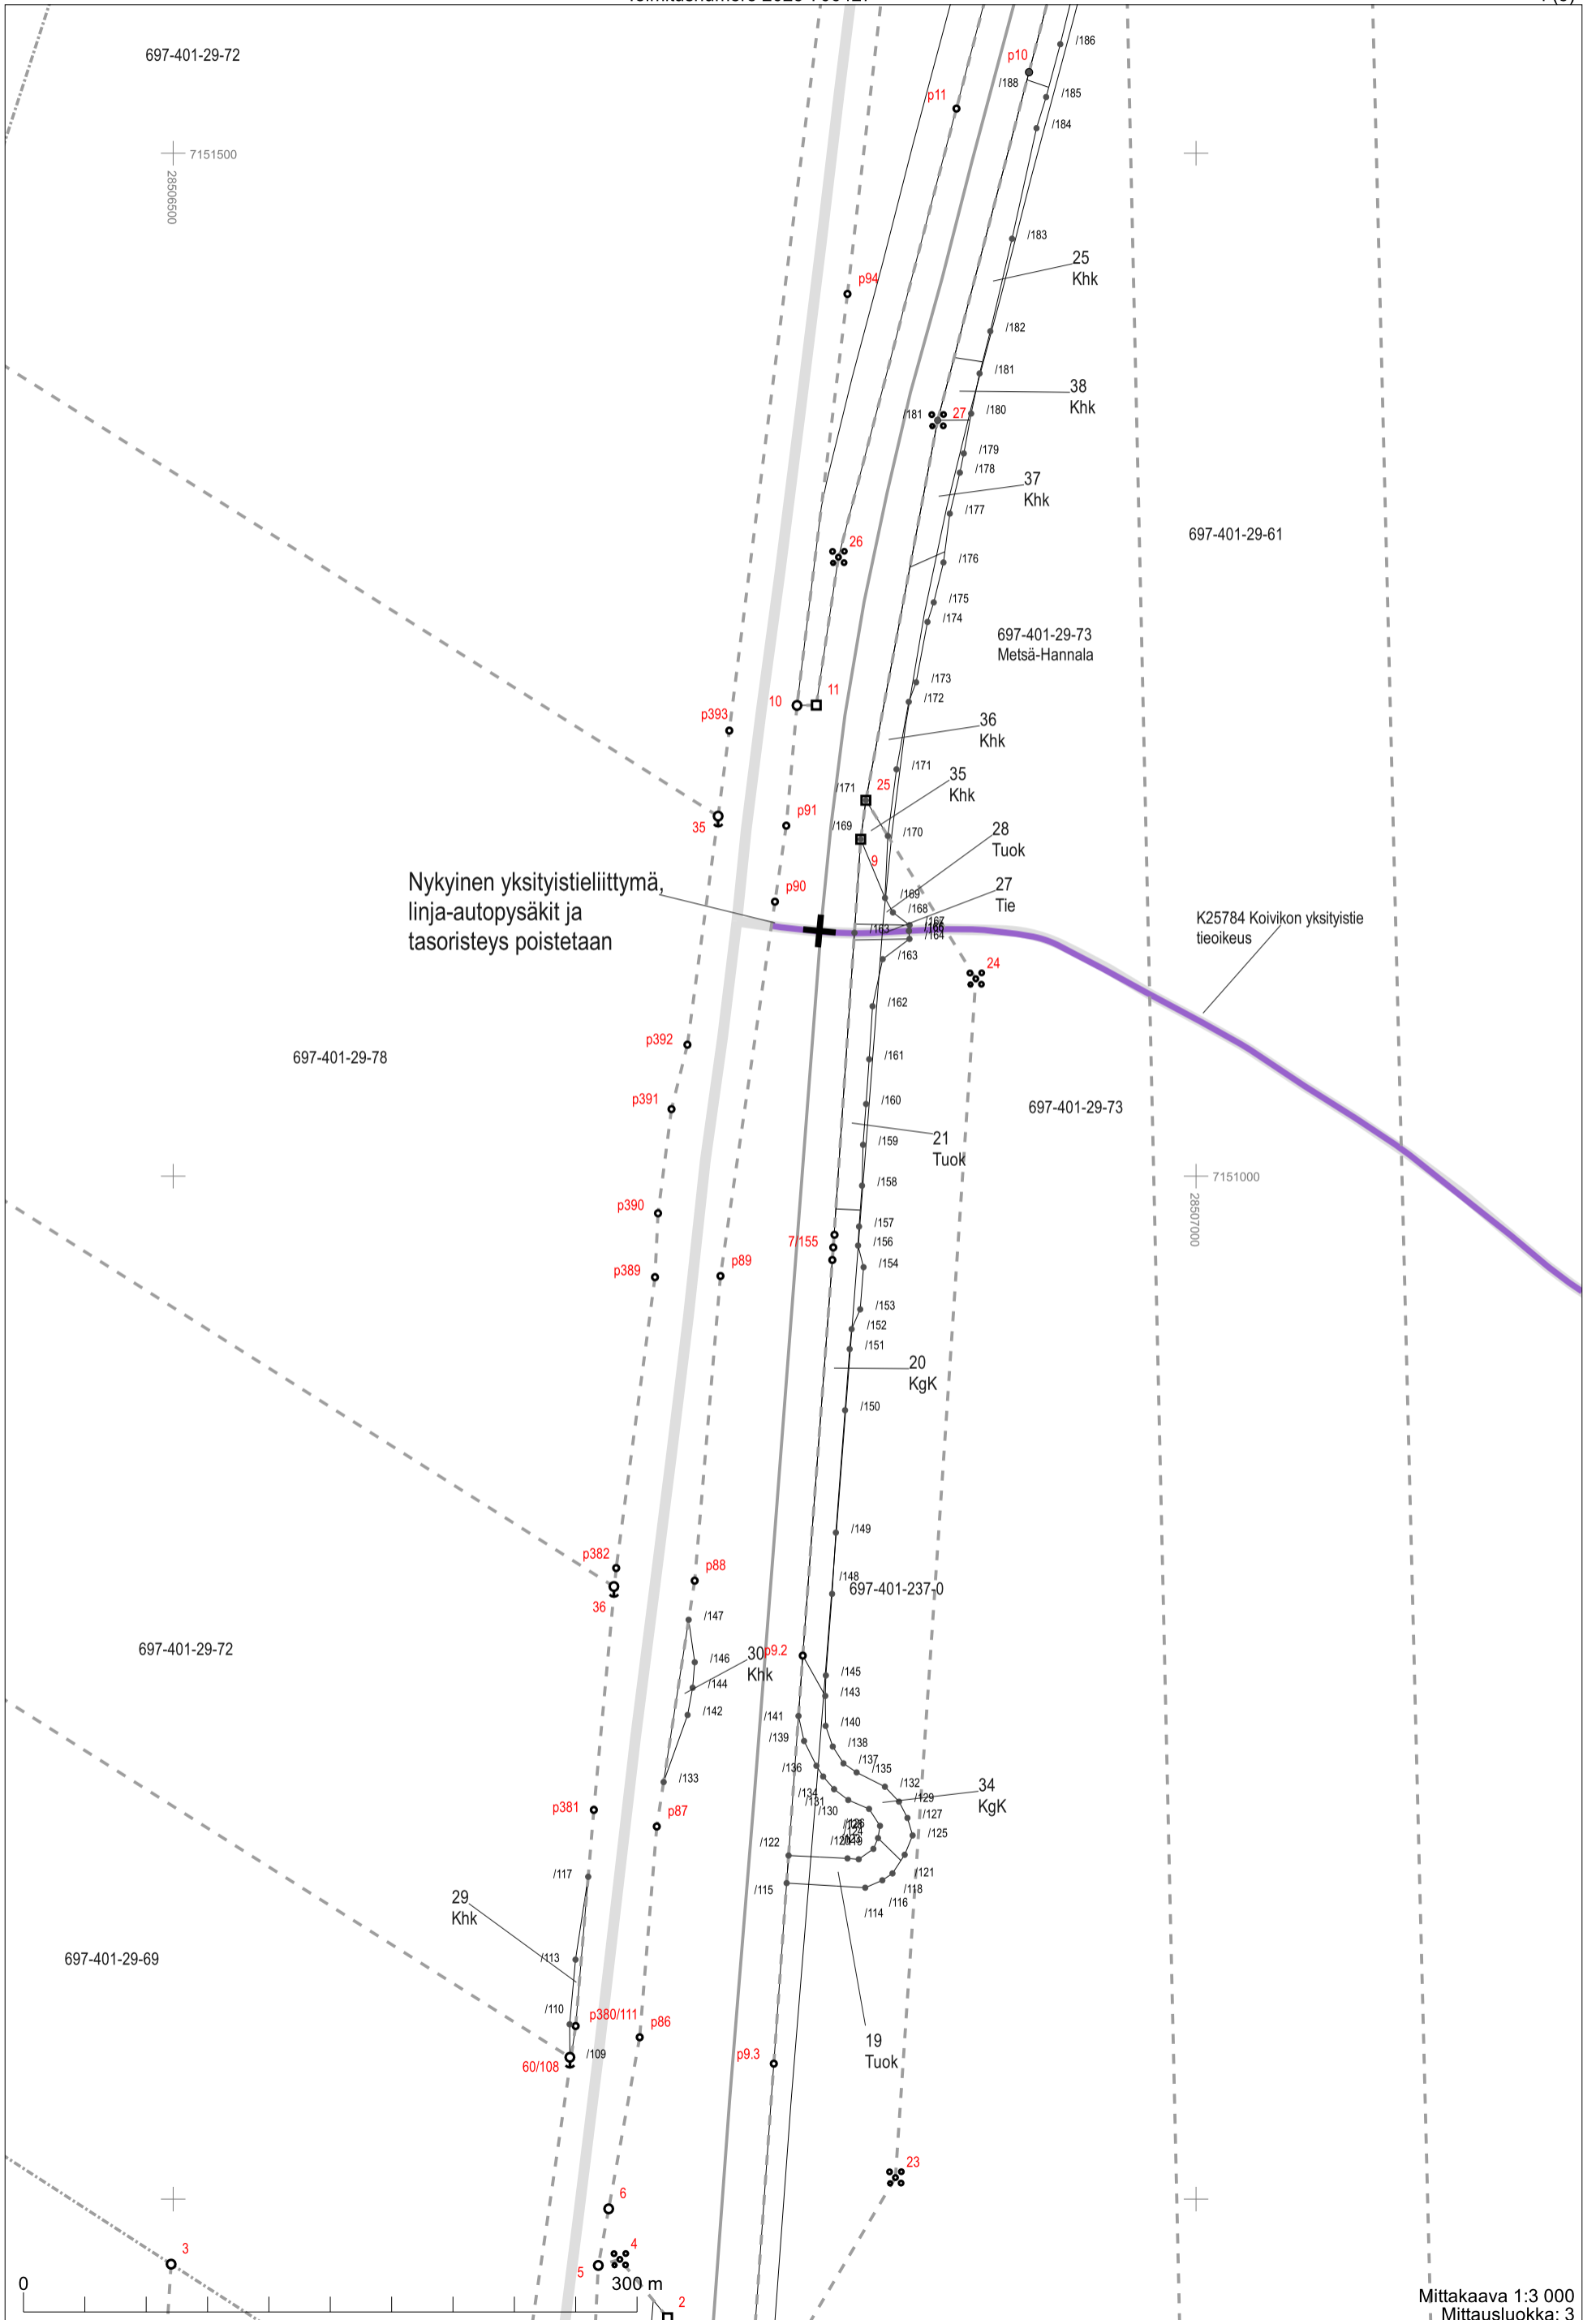 697-401-29-72
p10
/186
/188
/185
p11
/184
7151500
28506500
/183
25
Khk
p94
/182
/181
38
Khk
/181
27
/180
/179
/178
37
Khk
/177
697-401-29-61
26
/176
/175
/174
697-401-29-73
Metsä-Hannala
/173
10
11
/172
p393
36
Khk
/171
35
Khk
/171
25
35
p91
/169
/170
28
Tuok
9
Nykyinen yksityistieliittymä,
linja-autopysäkit ja
tasoristeys poistetaan
p90
/169
27
Tie
/168
/167
/164
/163
K25784 Koivikon yksityistie
tieoikeus
/163
24
/162
p392
697-401-29-78
/161
p391
/160
697-401-29-73
21
Tuok
/159
/158
7151000
28507000
p390
/157
7/155
/156
p89
p389
/154
/153
/152
/151
20
KgK
/150
/149
p382
p88
/148
697-401-237-0
36
/147
697-401-29-72
30
Khk
p9.2
/146
/145
/144
/143
/142
/141
/140
/139
/138
/137
/136
/135
/133
/132
34
KgK
/134
/131
/129
/130
p381
p87
/127
/125
/122
/117
/121
/115
/118
/116
/114
29
Khk
697-401-29-69
/113
/110
p380/111
p86
/109
60/108
p9.3
19
Tuok
23
6
3
4
5
0
300 m
2
Mittakaava 1:3 000
Mittausluokka: 3